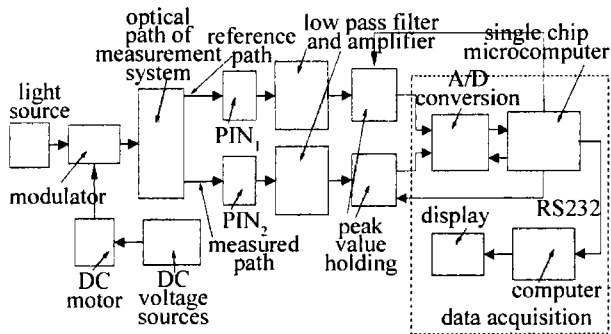 optical
path of
measurement
system
reference
path
low pass filter
and amplifier
single chip
microcomputer
light
source
PIN1
A/D
conversion
modulator
PIN2
measured
path
peak
value
holding
display
RS232
DC
motor
DC
voltage
sources
computer
data acquisition